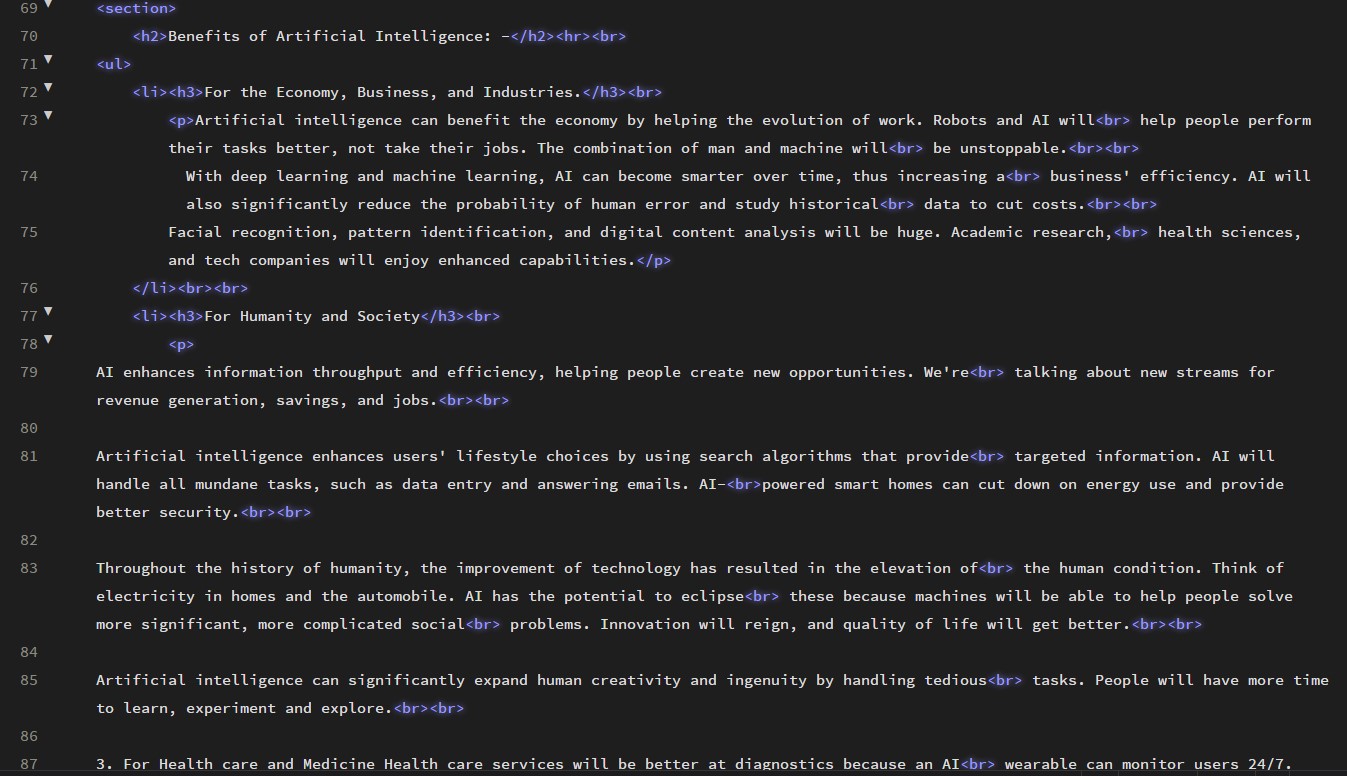 69 ▼ <section>
70 <h2>Benefits of Artificial Intelligence: -</h2><hr><br>
71 ▼ <ul>
72 ▼ <li><h3>For the Economy, Business, and Industries.</h3><br>
73 ▼ <p>Artificial intelligence can benefit the economy by helping the evolution of work. Robots and AI will<br> help people perform
their tasks better, not take their jobs. The combination of man and machine will<br> be unstoppable.<br><br>
74 With deep learning and machine learning, AI can become smarter over time, thus increasing a<br> business' efficiency. AI will
also significantly reduce the probability of human error and study historical<br> data to cut costs.<br><br>
75 Facial recognition, pattern identification, and digital content analysis will be huge. Academic research,<br> health sciences,
and tech companies will enjoy enhanced capabilities.</p>
76 </li><br><br>
77 ▼ <li><h3>For Humanity and Society</h3><br>
78 ▼ <p>
79 AI enhances information throughput and efficiency, helping people create new opportunities. We're<br> talking about new streams for
revenue generation, savings, and jobs.<br><br>
80
81 Artificial intelligence enhances users' lifestyle choices by using search algorithms that provide<br> targeted information. AI will
handle all mundane tasks, such as data entry and answering emails. AI-<br>powered smart homes can cut down on energy use and provide
better security.<br><br>
82
83 Throughout the history of humanity, the improvement of technology has resulted in the elevation of<br> the human condition. Think of
electricity in homes and the automobile. AI has the potential to eclipse<br> these because machines will be able to help people solve
more significant, more complicated social<br> problems. Innovation will reign, and quality of life will get better.<br><br>
84
85 Artificial intelligence can significantly expand human creativity and ingenuity by handling tedious<br> tasks. People will have more time
to learn, experiment and explore.<br><br>
86
87 3. For Health care and Medicine Health care services will be better at diagnostics because an AI<br> wearable can monitor users 24/7.